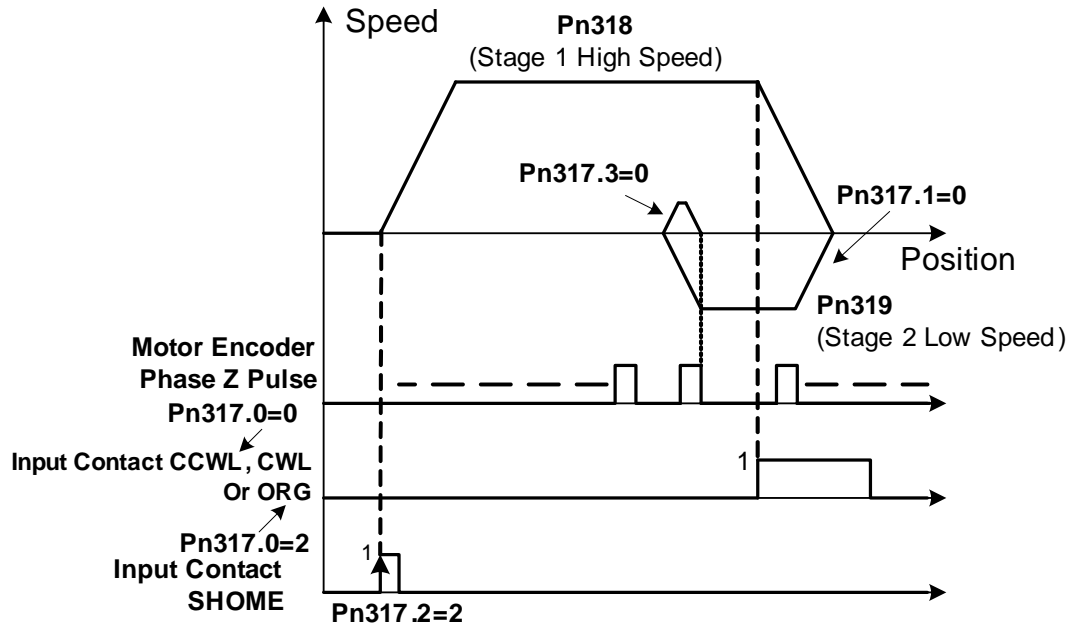 Speed
Pn318
(Stage 1 High Speed)
Pn317.3=0
Pn317.1=0
Position
Pn319
(Stage 2 Low Speed)
Motor Encoder
Phase Z Pulse
Pn317.0=0
Input Contact CCWL, CWL
Or ORG
1
Pn317.0=2
1
Input Contact
SHOME
Pn317.2=2